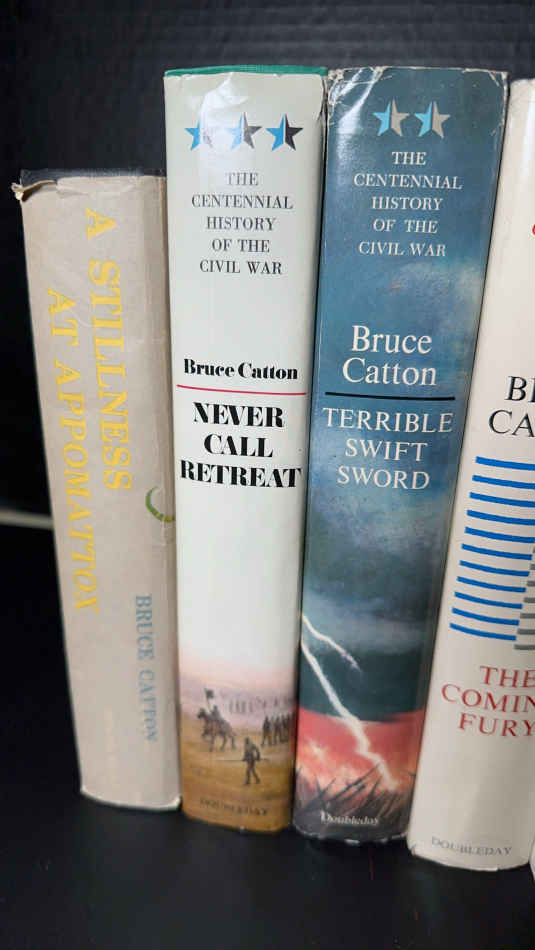 A STILLNESS
AT APPOMATTOX
BRUCE CATTON
THE
CENTENNIAL
HISTORY
OF THE
CIVIL WAR
Bruce Catton
NEVER
CALL
RETREAT
DOUBLEDAY
THE
CENTENNIAL
HISTORY
OF THE
CIVIL WAR
Bruce
Catton
TERRIBLE
SWIFT
SWORD
Doubleday
THE
COMIN
FURY
DOUBLEDAY